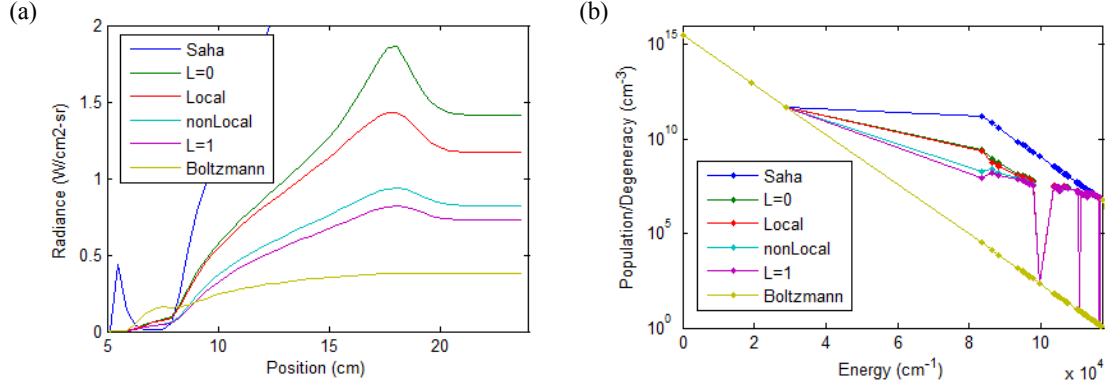 (a)
2
1.5
1
0.5
0
Radiance (W/cm2-sr)
Saha
L=0
Local
nonLocal
L=1
Boltzmann
5
10
15
20
Position (cm)
(b)
10^15
10^10
10^5
10^0
Population/Degeneracy (cm^-3)
Saha
L=0
Local
nonLocal
L=1
Boltzmann
0
2
4
6
8
10
Energy (cm^-1)
x 10^4